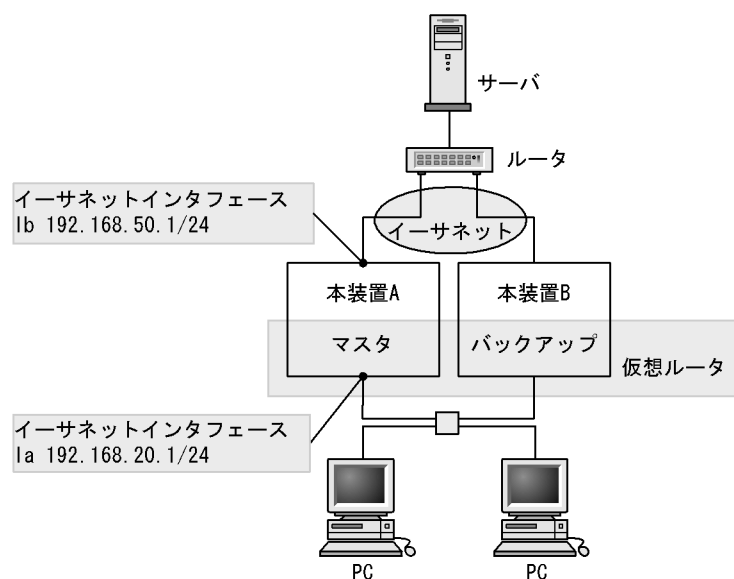 サーバ
ルータ
イーサネットインタフェース
Ib 192.168.50.1/24
イーサネット
本装置A
本装置B
マスタ
バックアップ
仮想ルータ
イーサネットインタフェース
Ia 192.168.20.1/24
PC
PC